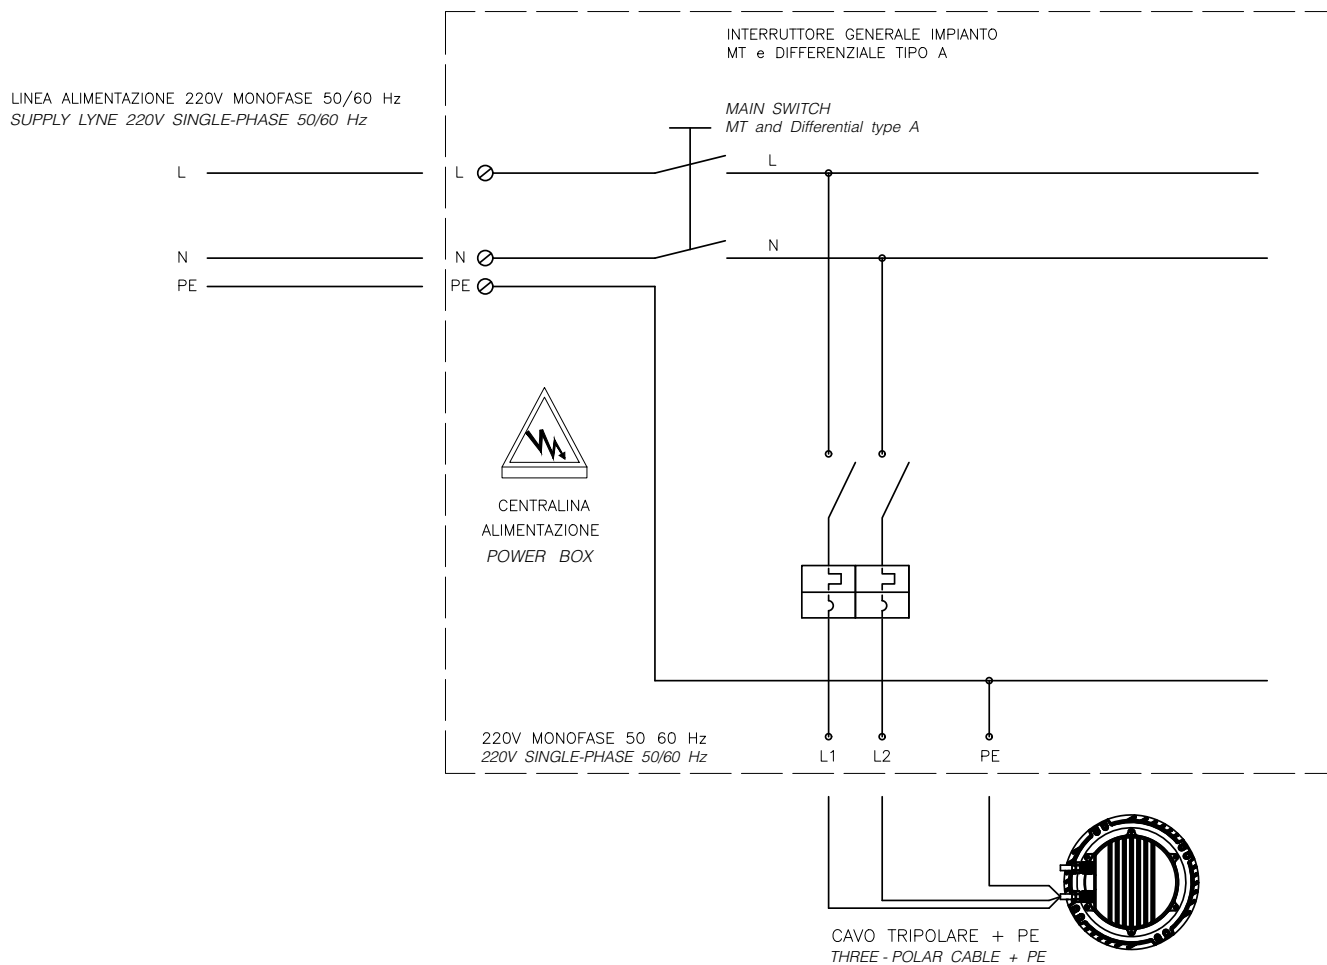 INTERRUTTORE GENERALE IMPIANTO
MT e DIFFERENZIALE TIPO A
LINEA ALIMENTAZIONE 220V MONOFASE 50/60 Hz
SUPPLY LYNE 220V SINGLE-PHASE 50/60 Hz
MAIN SWITCH
MT and Differential type A
L L L
N N N
PE PE
CENTRALINA
ALIMENTAZIONE
POWER BOX
220V MONOFASE 50 60 Hz
220V SINGLE-PHASE 50/60 Hz
L1 L2 PE
CAVO TRIPOLARE + PE
THREE - POLAR CABLE + PE